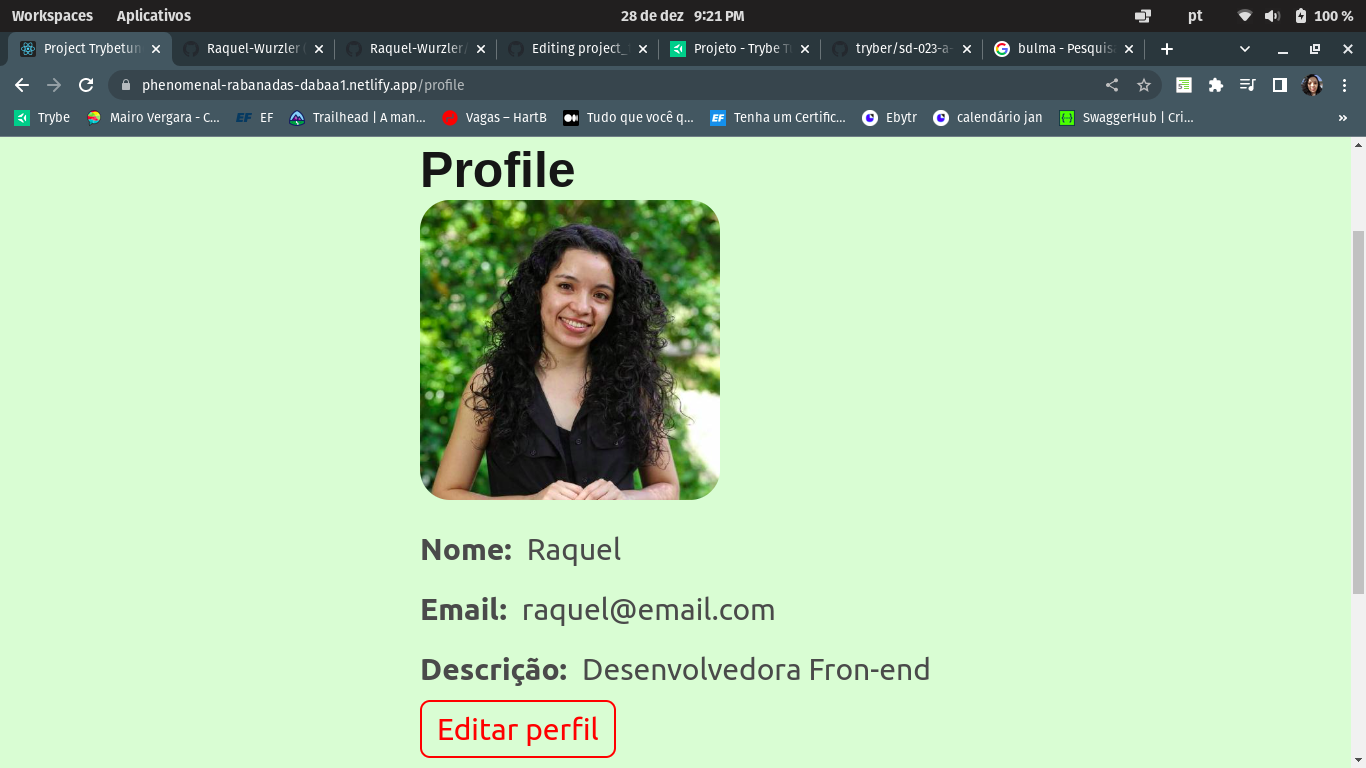 Workspaces Aplicativos 28 de dez 9:21 PM pt 100 %
Project Trybetun Raquel-Wurzler Raquel-Wurzler/ Editing project_ Projeto - Trybe T tryber/sd-023-a- bulma - Pesquis
phenomenal-rabanadas-dabaa1.netlify.app/profile
Trybe Mairo Vergara - C... EF EF Trailhead | A man... Vagas – HartB Tudo que você q... EF Tenha um Certific... Ebytr calendário jan SwaggerHub | Cri... »
Profile
Nome: Raquel
Email: raquel@email.com
Descrição: Desenvolvedora Fron-end
Editar perfil